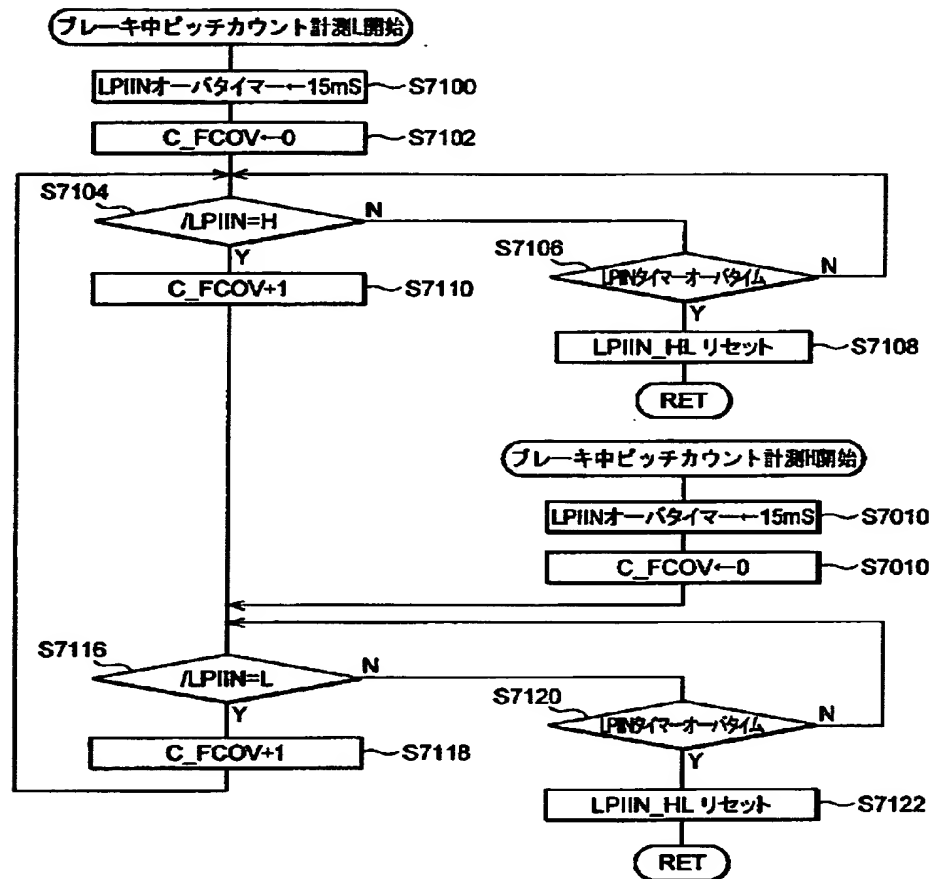 ブレーキ中ピッチカウント計測L開始
LPIINオーバタイマー←15mS S7100
C_FCOV←0 S7102
S7104 /LPIIN=H N
Y
S7106 LPIINタイマーオーバタイム N
Y
C_FCOV+1 S7110
LPIIN_HL リセット S7108
RET
ブレーキ中ピッチカウント計測H開始
LPIINオーバタイマー←15mS S7010
C_FCOV←0 S7010
S7116 /LPIIN=L N
Y
S7120 LPIINタイマーオーバタイム N
Y
C_FCOV+1 S7118
LPIIN_HL リセット S7122
RET